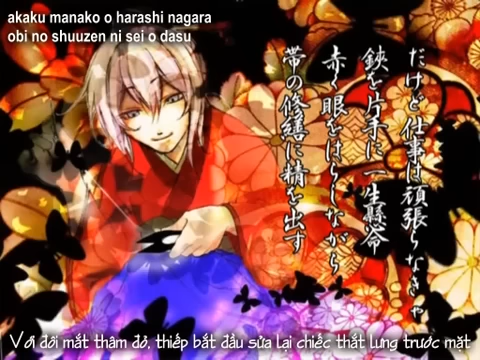 akaku manako o harashi nagara
obi no shuuzen ni sei o dasu
だけど仕事は頑張らなきゃ
鋏を片手に一生懸命
赤く眼をはらしながら
帯の修繕に精を出す
Với đôi mắt thâm đỏ, thiếp bắt đầu sửa lại chiếc thắt lưng trước mặt